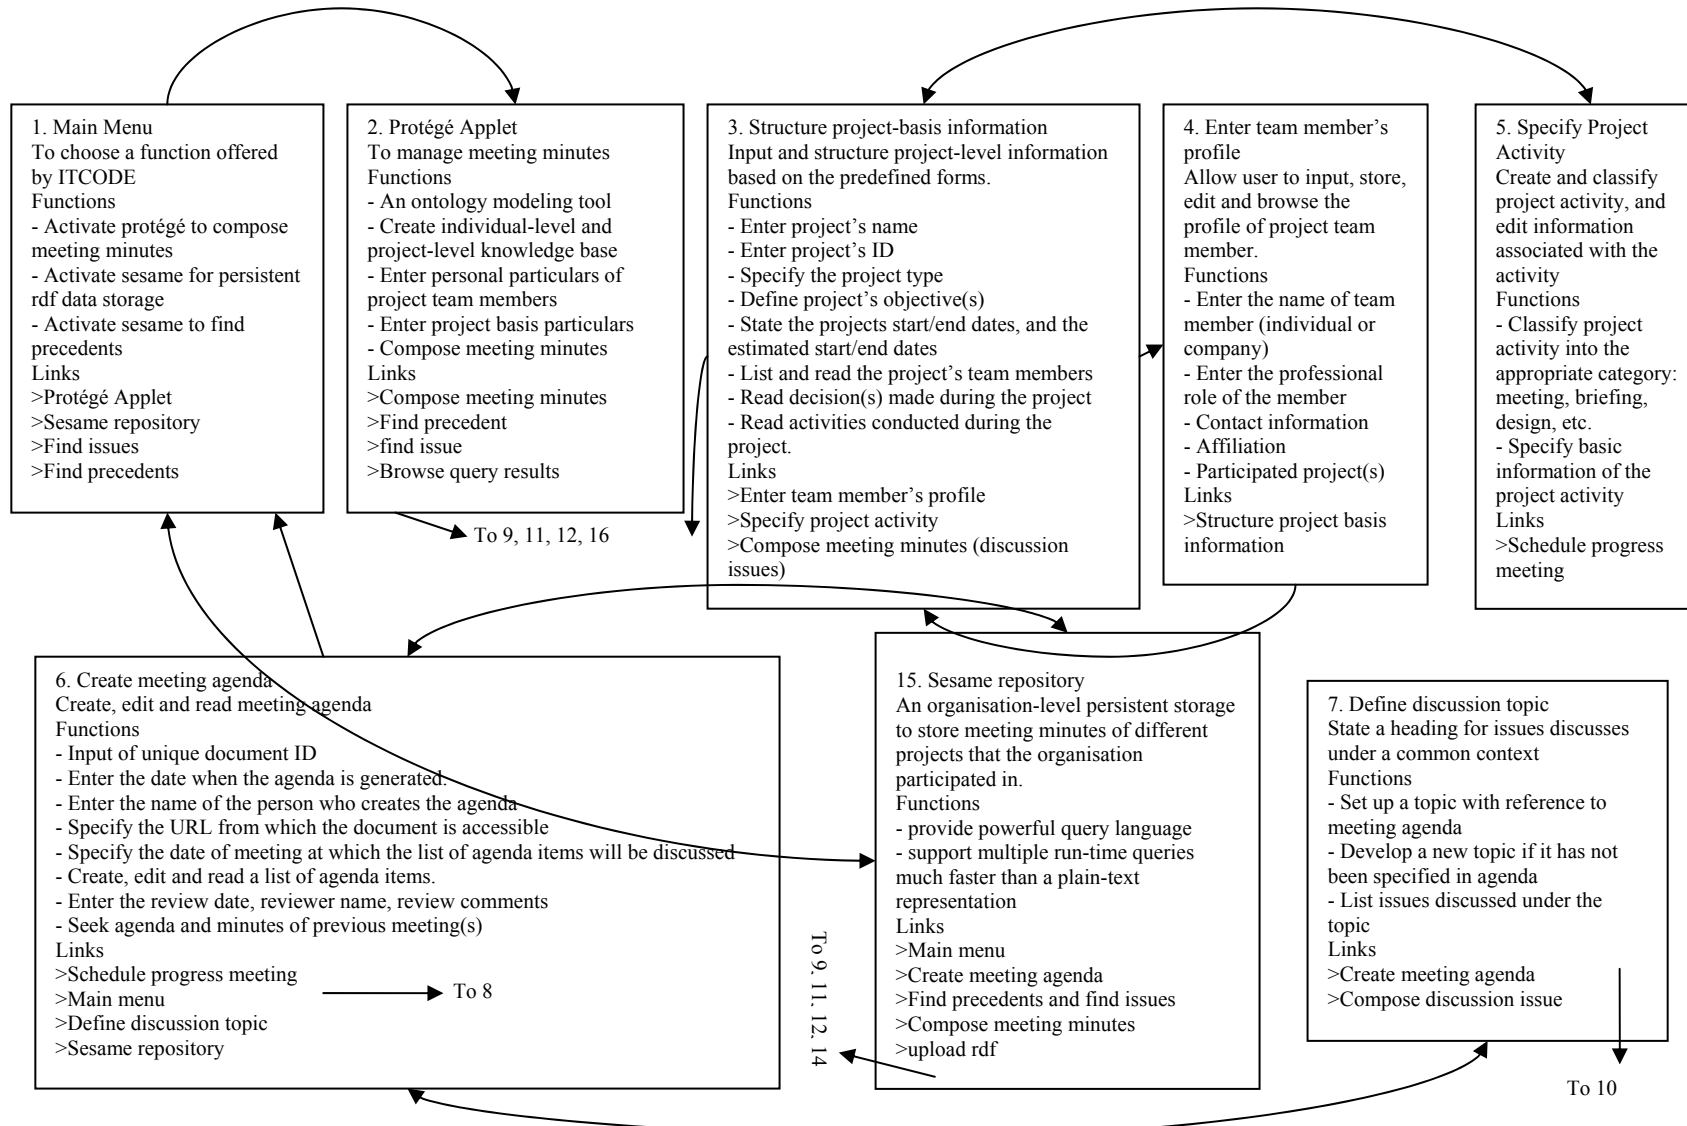 1. Main Menu
To choose a function offered
by ITCODE
Functions
- Activate protégé to compose
meeting minutes
- Activate sesame for persistent
rdf data storage
- Activate sesame to find
precedents
Links
>Protégé Applet
>Sesame repository
>Find issues
>Find precedents
2. Protégé Applet
To manage meeting minutes
Functions
- An ontology modeling tool
- Create individual-level and
project-level knowledge base
- Enter personal particulars of
project team members
- Enter project basis particulars
- Compose meeting minutes
Links
>Compose meeting minutes
>Find precedent
>find issue
>Browse query results
To 9, 11, 12, 16
3. Structure project-basis information
Input and structure project-level information
based on the predefined forms.
Functions
- Enter project's name
- Enter project's ID
- Specify the project type
- Define project's objective(s)
- State the projects start/end dates, and the
estimated start/end dates
- List and read the project's team members
- Read decision(s) made during the project
- Read activities conducted during the
project.
Links
>Enter team member's profile
>Specify project activity
>Compose meeting minutes (discussion
issues)
4. Enter team member's
profile
Allow user to input, store,
edit and browse the
profile of project team
member.
Functions
- Enter the name of team
member (individual or
company)
- Enter the professional
role of the member
- Contact information
- Affiliation
- Participated project(s)
Links
>Structure project basis
information
5. Specify Project
Activity
Create and classify
project activity, and
edit information
associated with the
activity
Functions
- Classify project
activity into the
appropriate category:
meeting, briefing,
design, etc.
- Specify basic
information of the
project activity
Links
>Schedule progress
meeting
6. Create meeting agenda
Create, edit and read meeting agenda
Functions
- Input of unique document ID
- Enter the date when the agenda is generated.
- Enter the name of the person who creates the agenda
- Specify the URL from which the document is accessible
- Specify the date of meeting at which the list of agenda items will be discussed
- Create, edit and read a list of agenda items.
- Enter the review date, reviewer name, review comments
- Seek agenda and minutes of previous meeting(s)
Links
>Schedule progress meeting
>Main menu
>Define discussion topic
>Sesame repository
To 8
15. Sesame repository
An organisation-level persistent storage
to store meeting minutes of different
projects that the organisation
participated in.
Functions
- provide powerful query language
- support multiple run-time queries
much faster than a plain-text
representation
Links
>Main menu
>Create meeting agenda
>Find precedents and find issues
>Compose meeting minutes
>upload rdf
To 9, 11, 12, 14
7. Define discussion topic
State a heading for issues discusses
under a common context
Functions
- Set up a topic with reference to
meeting agenda
- Develop a new topic if it has not
been specified in agenda
- List issues discussed under the
topic
Links
>Create meeting agenda
>Compose discussion issue
To 10